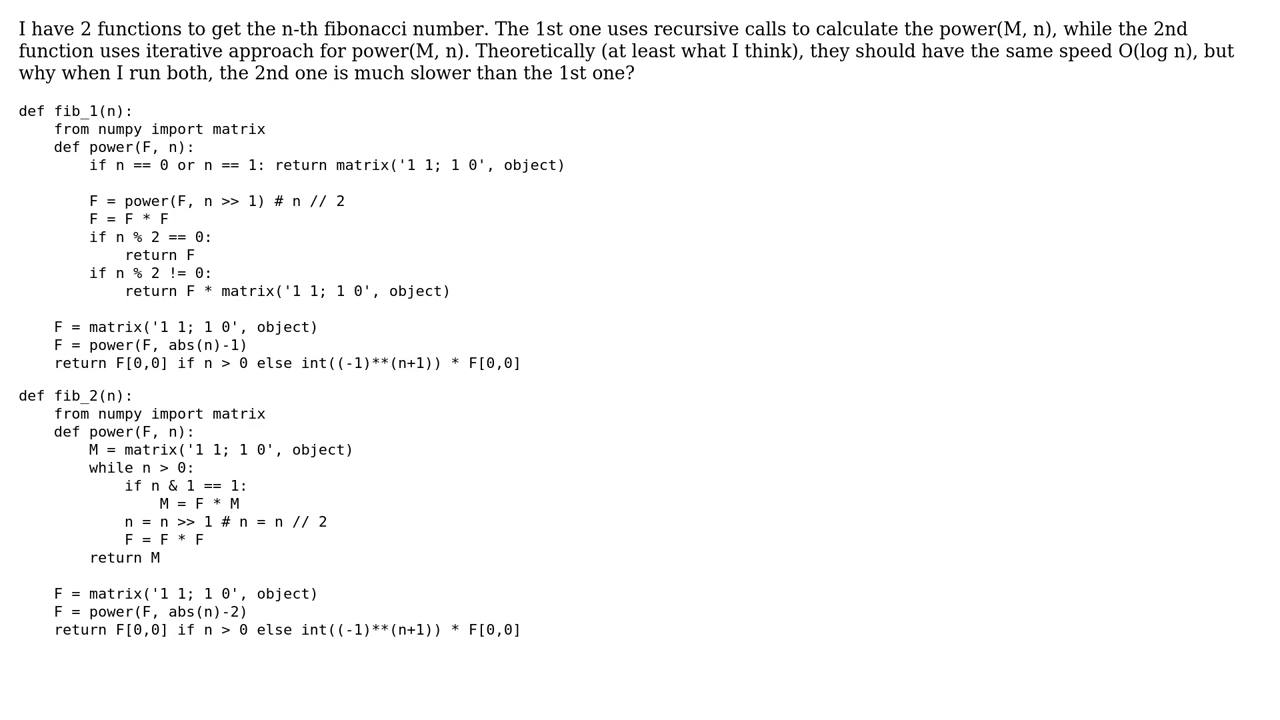 I have 2 functions to get the n-th fibonacci number. The 1st one uses recursive calls to calculate the power(M, n), while the 2nd
function uses iterative approach for power(M, n). Theoretically (at least what I think), they should have the same speed O(log n), but
why when I run both, the 2nd one is much slower than the 1st one?
def fib_1(n):
    from numpy import matrix
    def power(F, n):
        if n == 0 or n == 1: return matrix('1 1; 1 0', object)
        F = power(F, n >> 1) # n // 2
        F = F * F
        if n % 2 == 0:
            return F
        if n % 2 != 0:
            return F * matrix('1 1; 1 0', object)
    F = matrix('1 1; 1 0', object)
    F = power(F, abs(n)-1)
    return F[0,0] if n > 0 else int((-1)**(n+1)) * F[0,0]
def fib_2(n):
    from numpy import matrix
    def power(F, n):
        M = matrix('1 1; 1 0', object)
        while n > 0:
            if n & 1 == 1:
                M = F * M
            n = n >> 1 # n = n // 2
            F = F * F
        return M
    F = matrix('1 1; 1 0', object)
    F = power(F, abs(n)-2)
    return F[0,0] if n > 0 else int((-1)**(n+1)) * F[0,0]